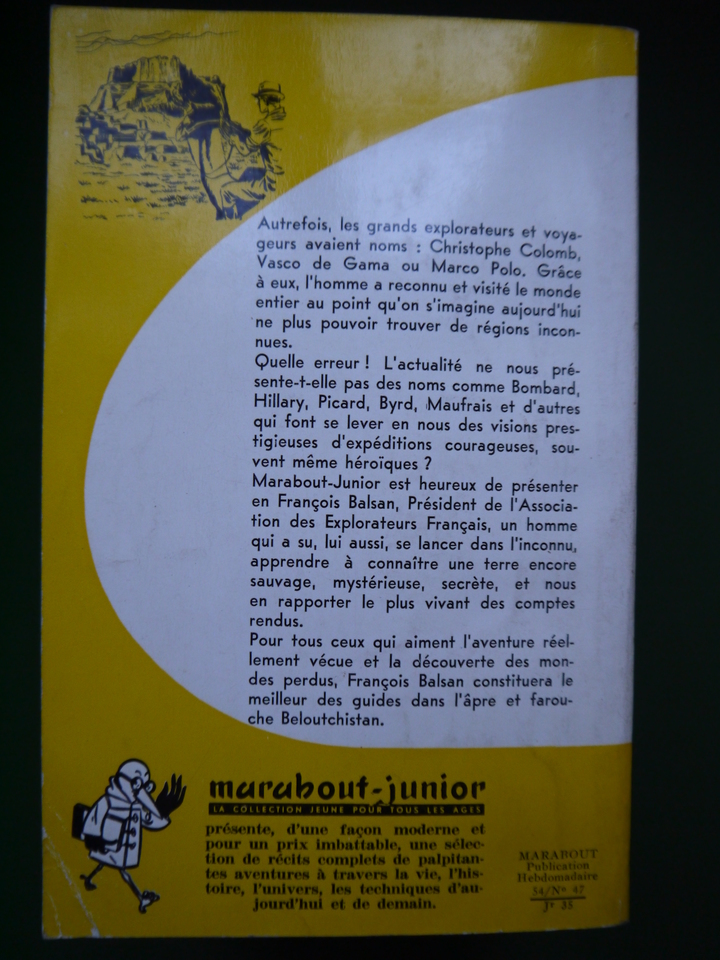 Autrefois, les grands explorateurs et voya-
geurs avaient noms : Christophe Colomb,
Vasco de Gama ou Marco Polo. Grâce
à eux, l'homme a reconnu et visité le monde
entier au point qu'on s'imagine aujourd'hui
ne plus pouvoir trouver de régions incon-
nues.
Quelle erreur ! L'actualité ne nous pré-
sente-t-elle pas des noms comme Bombard,
Hillary, Picard, Byrd, Maufrais et d'autres
qui font se lever en nous des visions pres-
tigieuses d'expéditions courageuses, sou-
vent même héroïques ?
Marabout-Junior est heureux de présenter
en François Balsan, Président de l'Associa-
tion des Explorateurs Français, un homme
qui a su, lui aussi, se lancer dans l'inconnu,
apprendre à connaître une terre encore
sauvage, mystérieuse, secrète, et nous
en rapporter le plus vivant des comptes
rendus.
Pour tous ceux qui aiment l'aventure réel-
lement vécue et la découverte des mon-
des perdus, François Balsan constituera le
meilleur des guides dans l'âpre et farou-
che Beloutchistan.
marabout-junior
LA COLLECTION JEUNE POUR TOUS LES AGES
présente, d'une façon moderne et
pour un prix imbattable, une sélec-
tion de récits complets de palpitan-
tes aventures à travers la vie, l'his-
toire, l'univers, les techniques d'au-
jourd'hui et de demain.
MARABOUT
Publication
Hebdomadaire
54/Nº 47
Jr 35